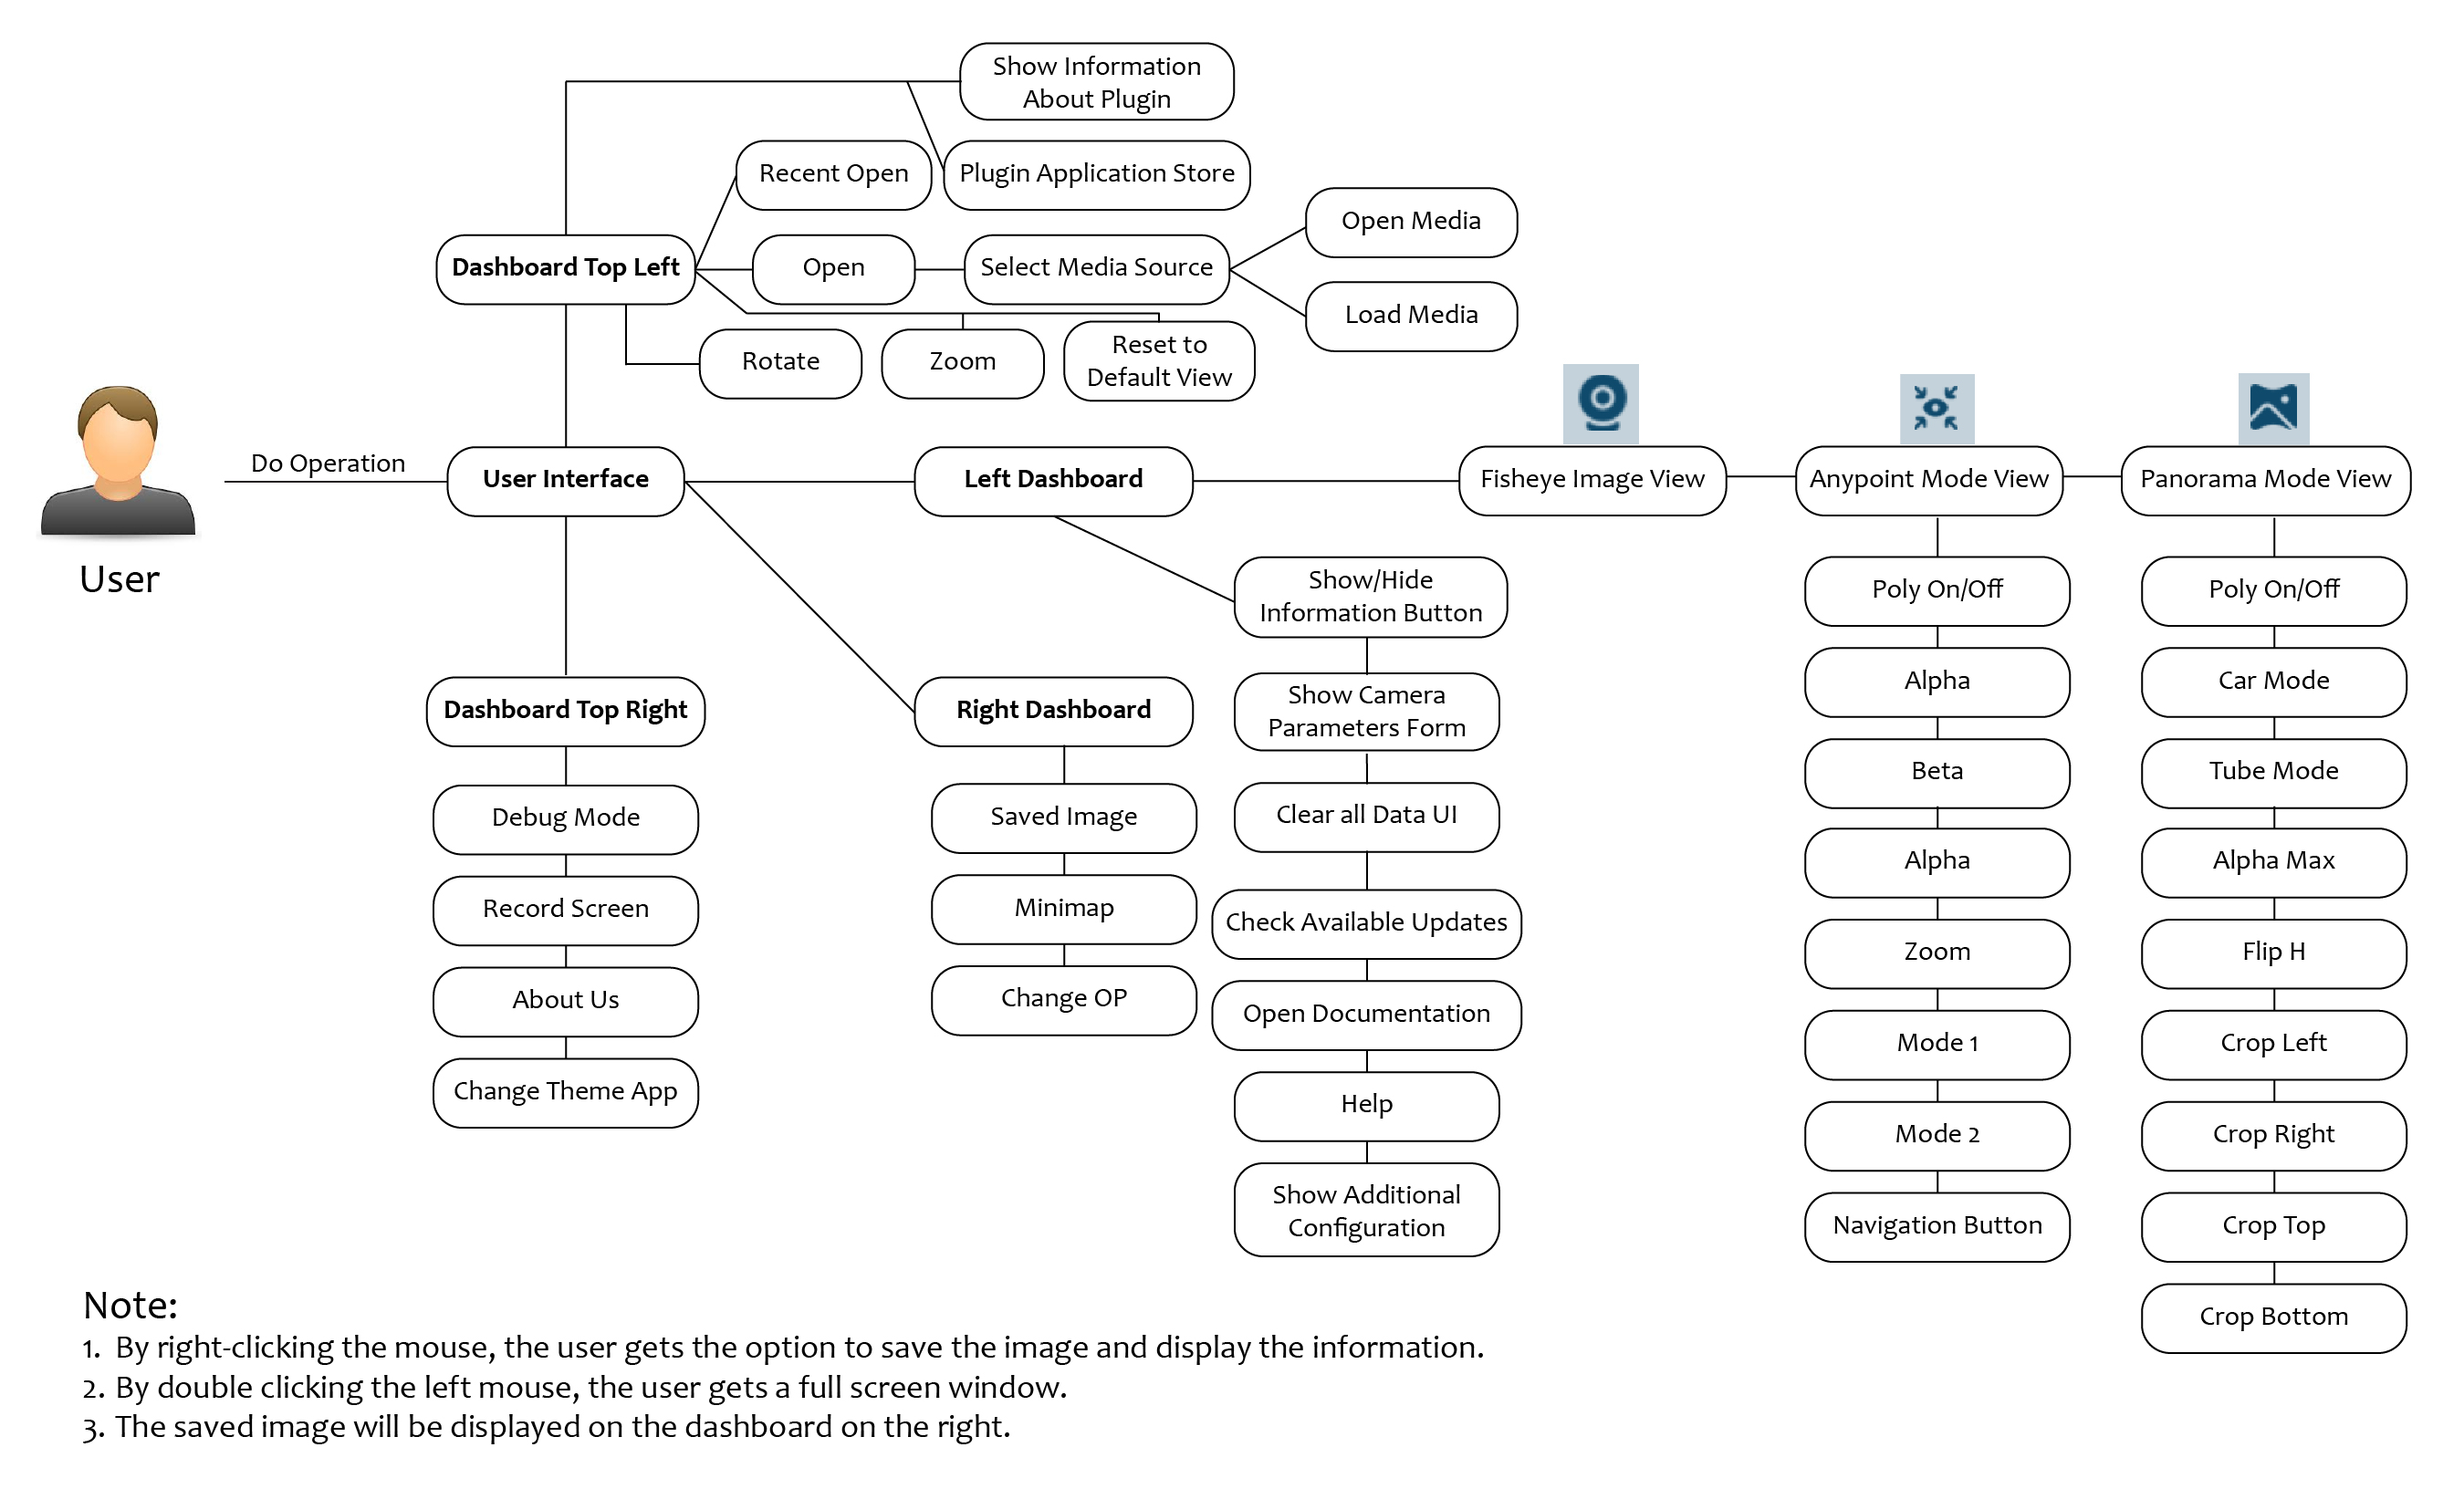 Show Information
About Plugin
Recent Open
Plugin Application Store
Open Media
Dashboard Top Left
Open
Select Media Source
Load Media
Rotate
Zoom
Reset to
Default View
Do Operation
User Interface
Left Dashboard
Fisheye Image View
Anypoint Mode View
Panorama Mode View
User
Show/Hide
Information Button
Poly On/Off
Poly On/Off
Dashboard Top Right
Right Dashboard
Show Camera
Parameters Form
Alpha
Car Mode
Debug Mode
Saved Image
Clear all Data UI
Beta
Tube Mode
Record Screen
Minimap
Check Available Updates
Alpha
Alpha Max
About Us
Change OP
Open Documentation
Zoom
Flip H
Change Theme App
Help
Mode 1
Crop Left
Mode 2
Crop Right
Show Additional
Configuration
Navigation Button
Crop Top
Crop Bottom
Note:
1. By right-clicking the mouse, the user gets the option to save the image and display the information.
2. By double clicking the left mouse, the user gets a full screen window.
3. The saved image will be displayed on the dashboard on the right.